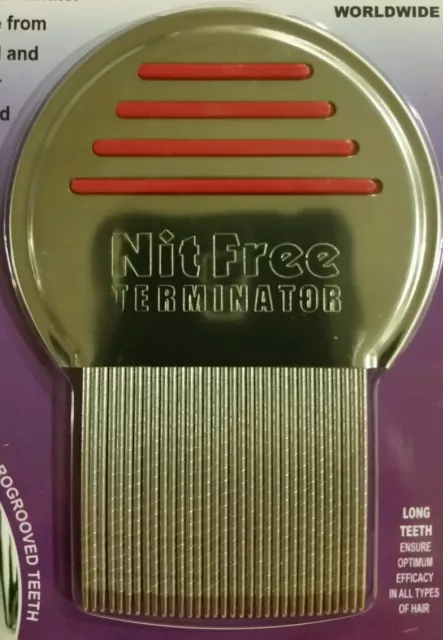 WORLDWIDE
from
and
Nit Free
TERMINATOR
ROGROOVED TEETH
LONG
TEETH
ENSURE
OPTIMUM
EFFICACY
IN ALL TYPES
OF HAIR